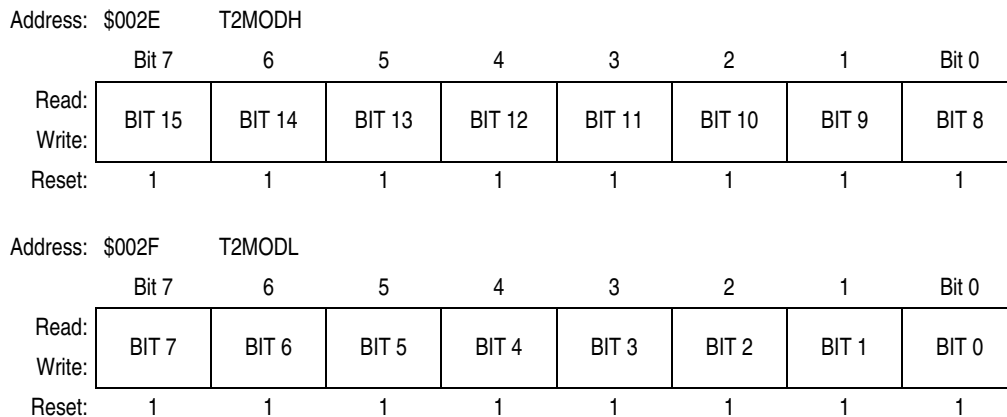 Address: $002E T2MODH
Bit 7 6 5 4 3 2 1 Bit 0
Read:
BIT 15 BIT 14 BIT 13 BIT 12 BIT 11 BIT 10 BIT 9 BIT 8
Write:
Reset: 1 1 1 1 1 1 1 1
Address: $002F T2MODL
Bit 7 6 5 4 3 2 1 Bit 0
Read:
BIT 7 BIT 6 BIT 5 BIT 4 BIT 3 BIT 2 BIT 1 BIT 0
Write:
Reset: 1 1 1 1 1 1 1 1